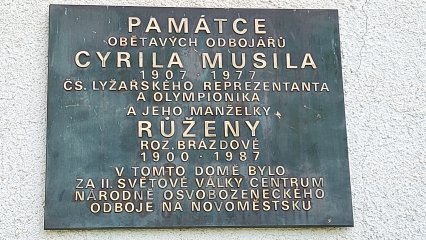 PAMÁTCE
OBĚTAVÝCH ODBOJÁŘŮ
CYRILA MUSILA
1907 · 1977
ČS. LYŽAŘSKÉHO REPREZENTANTA
A OLYMPIONIKA
A JEHO MANŽELKY
RŮŽENY
ROZ. BRAZDOVÉ
1900 · 1987
V TOMTO DOMĚ BYLO
ZA II. SVĚTOVÉ VÁLKY CENTRUM
NÁRODNĚ OSVOBOZENECKÉHO
ODBOJE NA NOVOMĚSTSKU